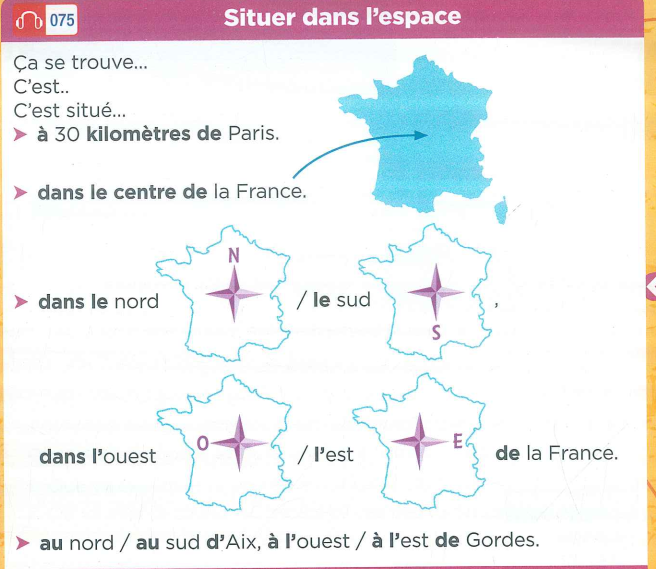 075
Situer dans l'espace
Ça se trouve...
C'est..
C'est situé...
➤ à 30 kilomètres de Paris.
➤ dans le centre de la France.
N
➤ dans le nord / le sud ,
S
O
E
dans l'ouest / l'est de la France.
➤ au nord / au sud d'Aix, à l'ouest / à l'est de Gordes.